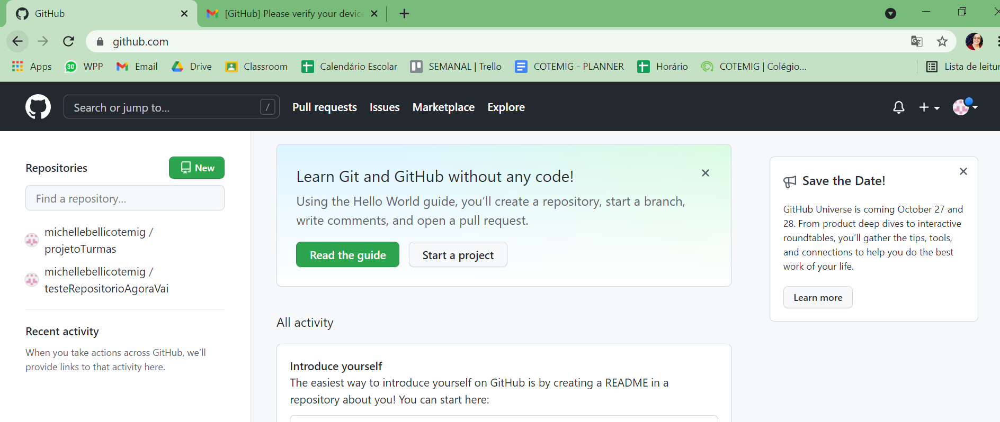 GitHub
[GitHub] Please verify your device
github.com
Apps
30
WPP
Email
Drive
Classroom
Calendário Escolar
SEMANAL | Trello
COTEMIG - PLANNER
Horário
COTEMIG | Colégio...
Lista de leitur
Search or jump to...
/
Pull requests
Issues
Marketplace
Explore
Repositories
New
Find a repository...
michellebellicotemig /
projetoTurmas
michellebellicotemig /
testeRepositorioAgoraVai
Recent activity
When you take actions across GitHub, we'll
provide links to that activity here.
Learn Git and GitHub without any code!
Using the Hello World guide, you'll create a repository, start a branch,
write comments, and open a pull request.
Read the guide
Start a project
All activity
Introduce yourself
The easiest way to introduce yourself on GitHub is by creating a README in a
repository about you! You can start here:
Save the Date!
GitHub Universe is coming October 27 and
28. From product deep dives to interactive
roundtables, you'll gather the tips, tools,
and connections to help you do the best
work of your life.
Learn more